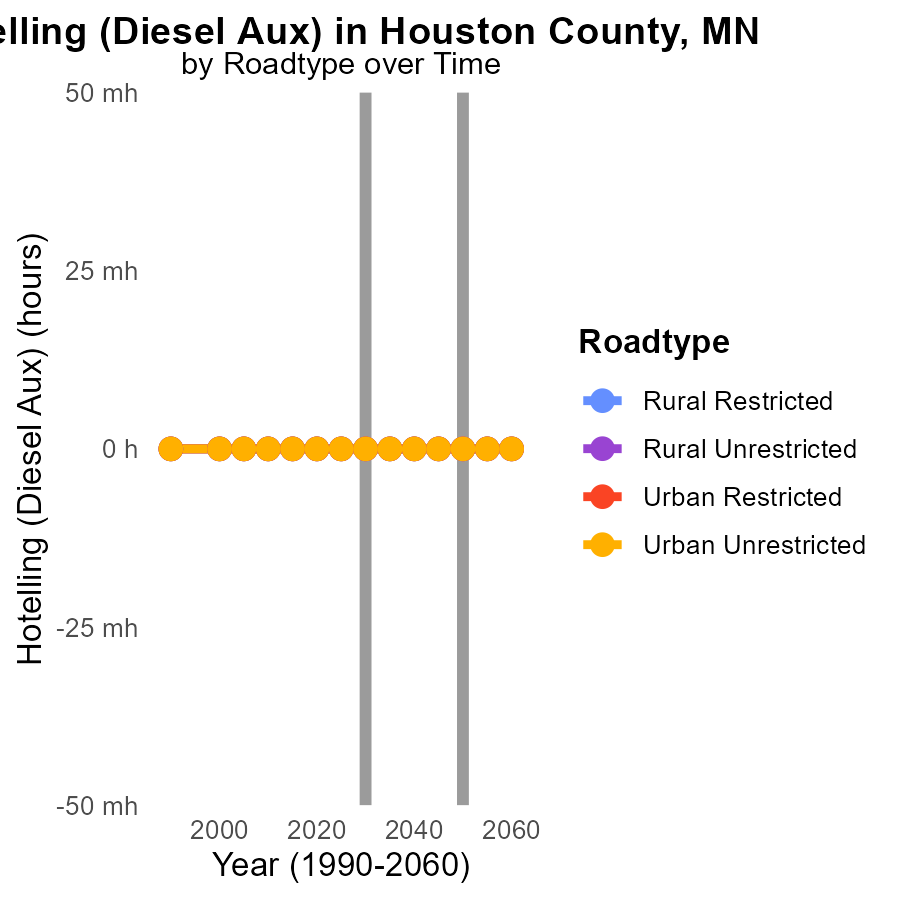 elling (Diesel Aux) in Houston County, MN
by Roadtype over Time
50 mh
25 mh
0 h
-25 mh
-50 mh
Hotelling (Diesel Aux) (hours)
2000 2020 2040 2060
Year (1990-2060)
Roadtype
Rural Restricted
Rural Unrestricted
Urban Restricted
Urban Unrestricted